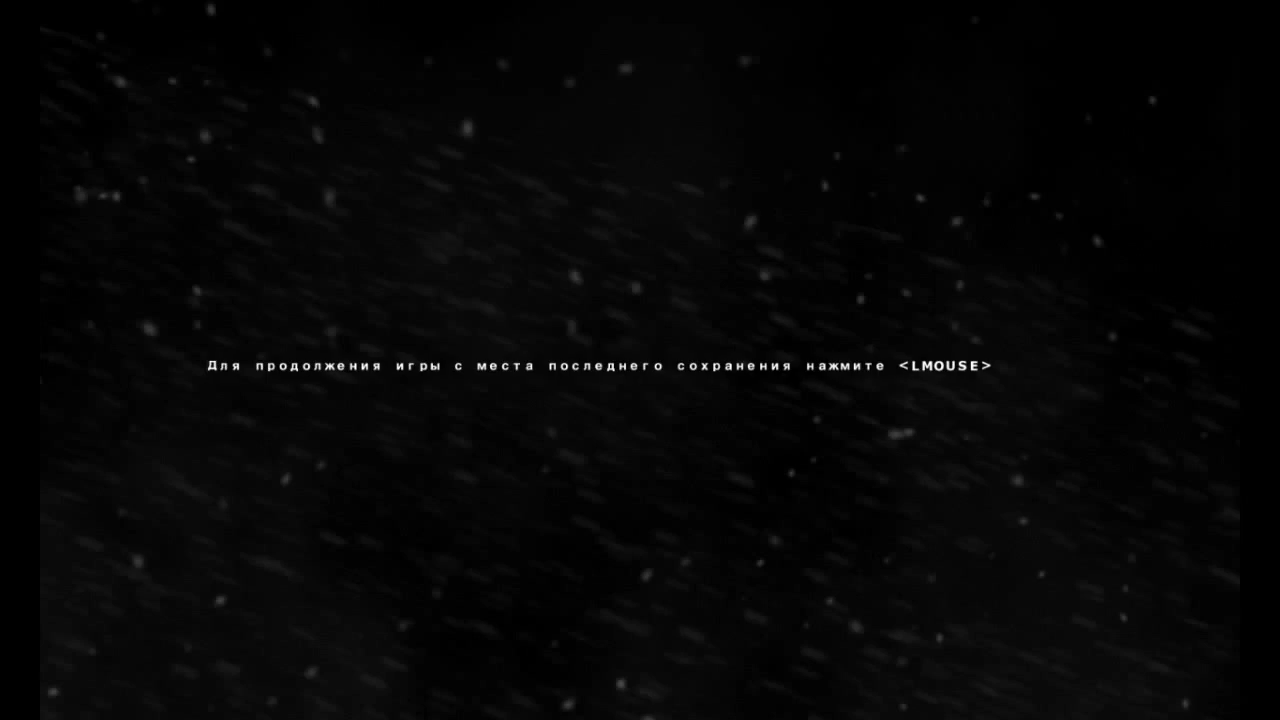 Для продолжения игры с места последнего сохранения нажмите <LMOUSE>